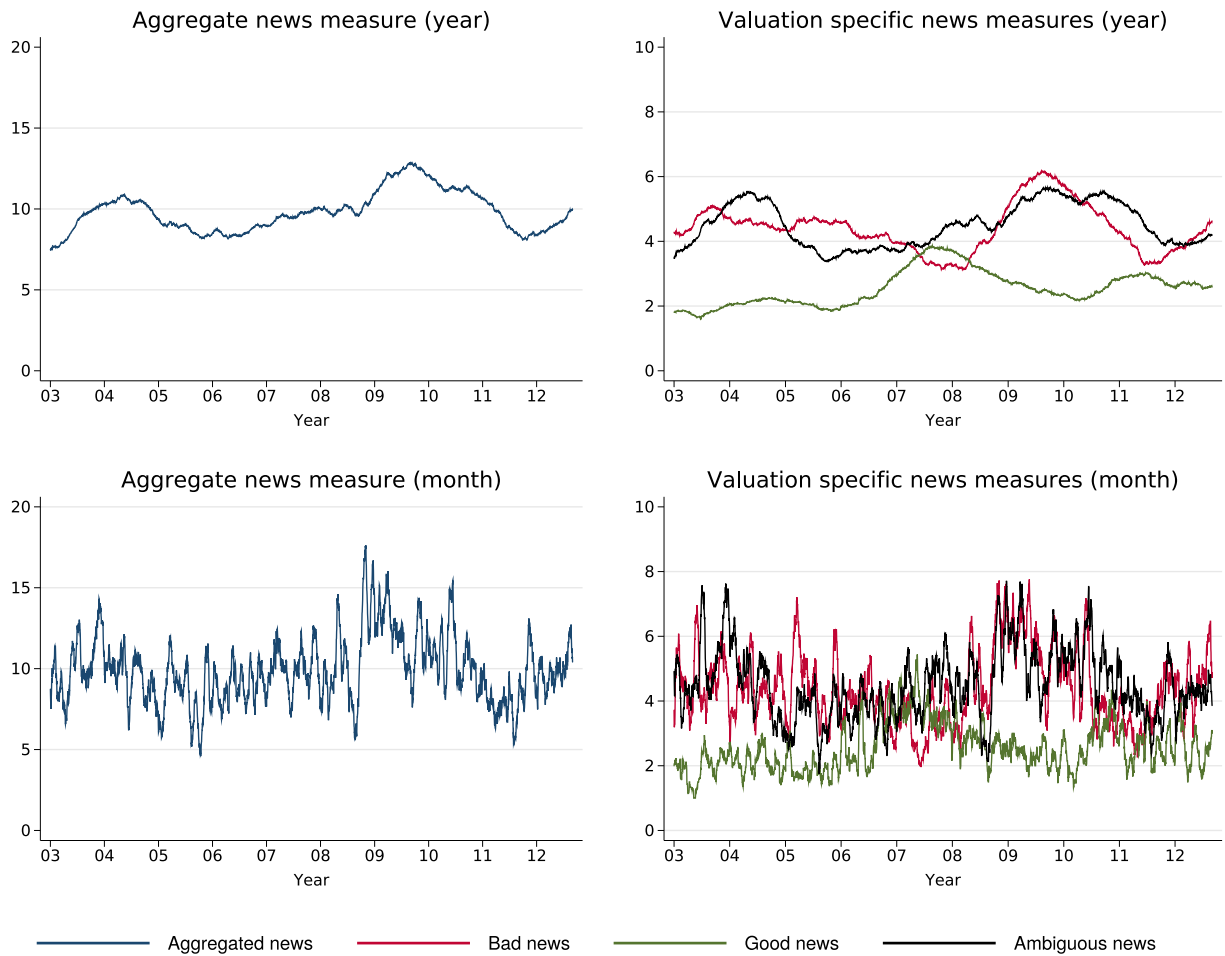 Aggregate news measure (year)
20
15
10
5
0
03 04 05 06 07 08 09 10 11 12
Year
Valuation specific news measures (year)
10
8
6
4
2
0
03 04 05 06 07 08 09 10 11 12
Year
Aggregate news measure (month)
20
15
10
5
0
03 04 05 06 07 08 09 10 11 12
Year
Valuation specific news measures (month)
10
8
6
4
2
0
03 04 05 06 07 08 09 10 11 12
Year
Aggregated news Bad news Good news Ambiguous news